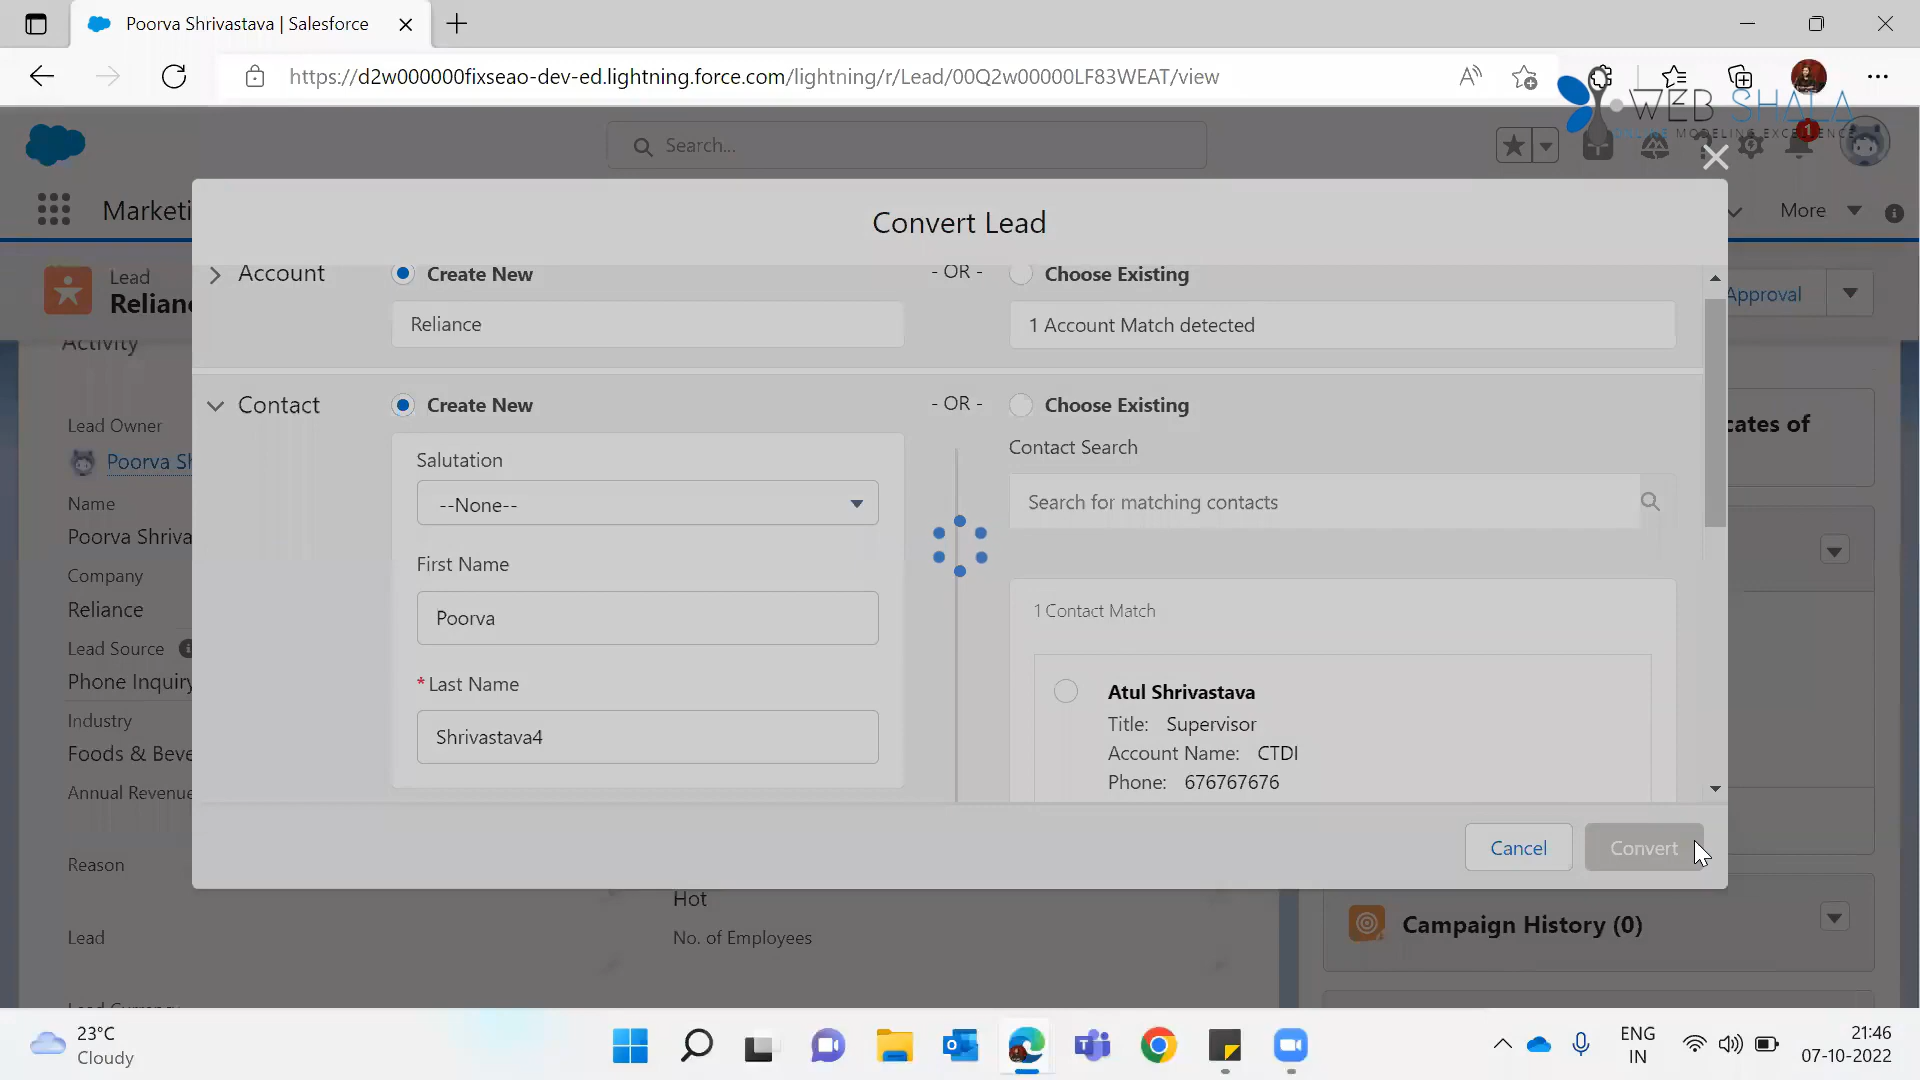 Poorva Shrivastava | Salesforce
https://d2w000000fixseao-dev-ed.lightning.force.com/lightning/r/Lead/00Q2w00000LF83WEAT/view
WEB SHALA
MODELING EXCELLENCE
Search...
1
Marketi
More
Convert Lead
Lead
Relianc
Approval
Account
Create New
- OR -
Choose Existing
Reliance
1 Account Match detected
Activity
Contact
Create New
- OR -
Choose Existing
Lead Owner
Poorva Sh
Name
Poorva Shriva
Company
Reliance
Lead Source
Phone Inquiry
Industry
Foods & Beve
Annual Revenue
Reason
Lead
Salutation
--None--
First Name
Poorva
*Last Name
Shrivastava4
Contact Search
Search for matching contacts
1 Contact Match
Atul Shrivastava
Title: Supervisor
Account Name: CTDI
Phone: 676767676
cates of
Cancel
Convert
Hot
No. of Employees
Campaign History (0)
23°C
Cloudy
ENG
IN
21:46
07-10-2022